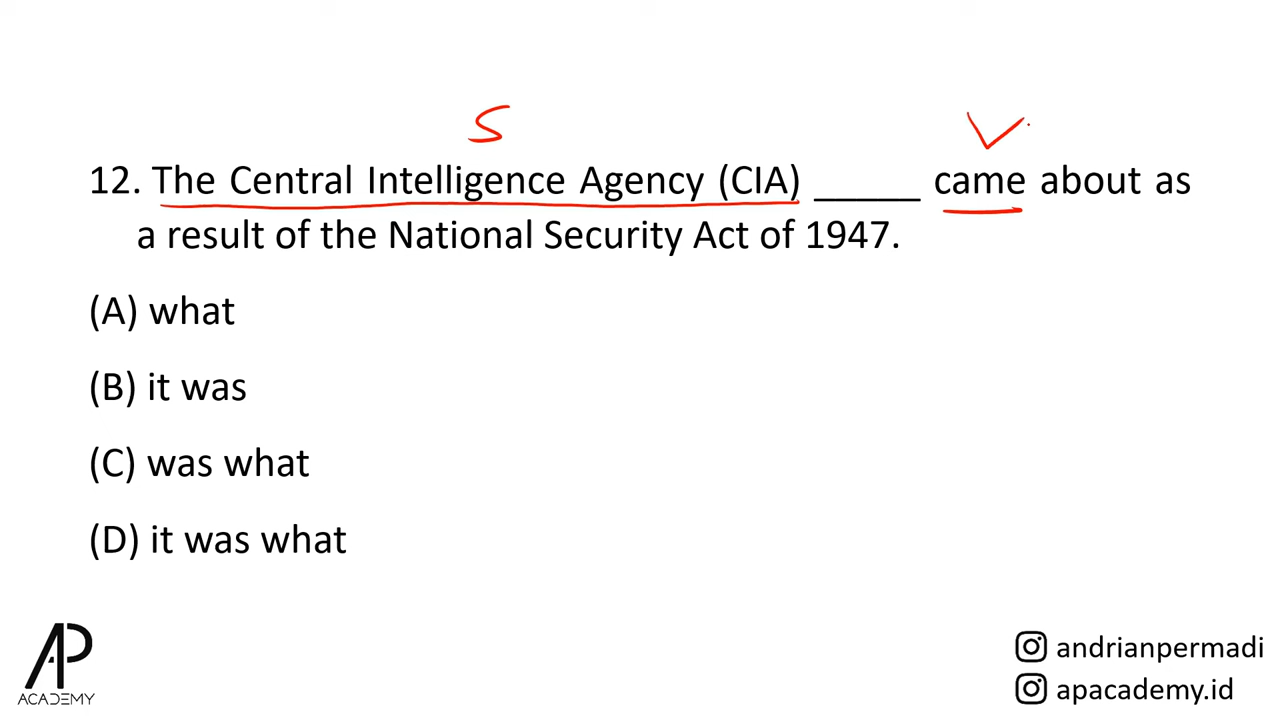 S V
12. The Central Intelligence Agency (CIA) _____ came about as
a result of the National Security Act of 1947.
(A) what
(B) it was
(C) was what
(D) it was what
AP
ACADEMY
andrianpermadi
apacademy.id